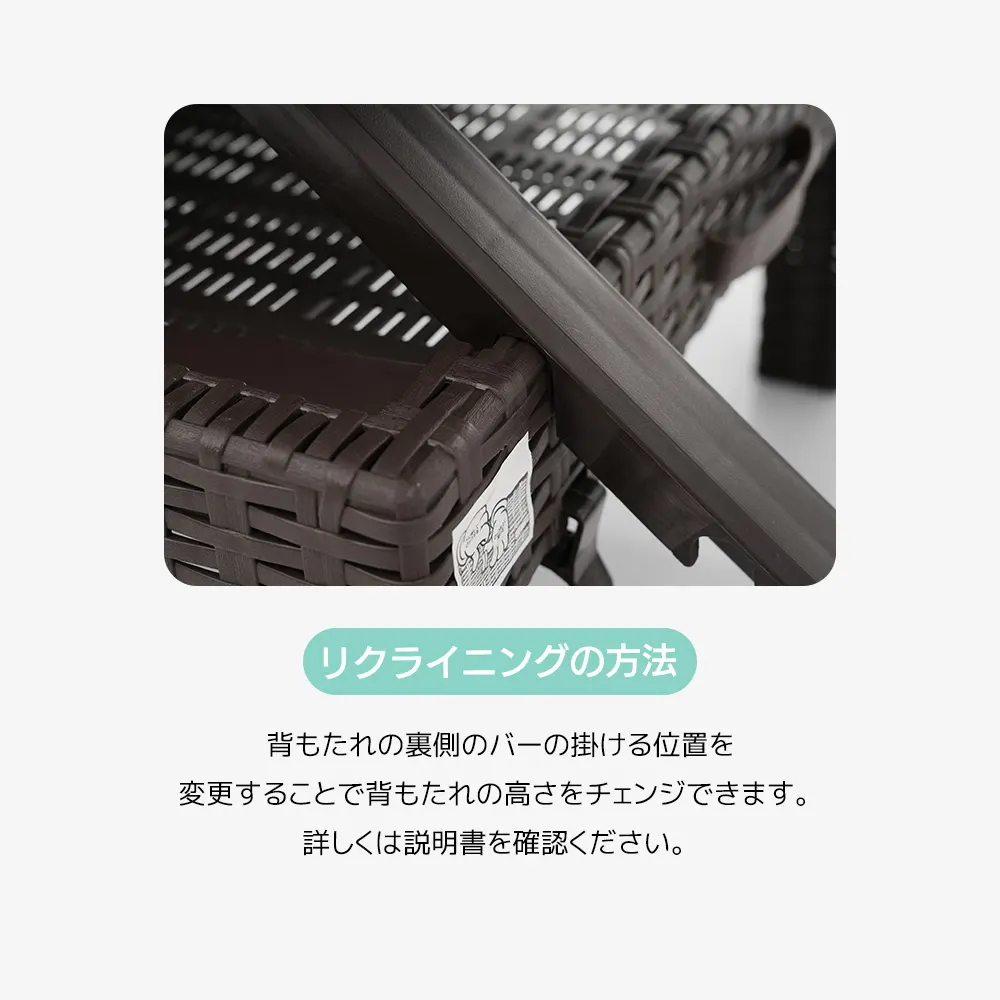 リクライニングの方法
背もたれの裏側のバーの掛ける位置を
変更することで背もたれの高さをチェンジできます。
詳しくは説明書を確認ください。